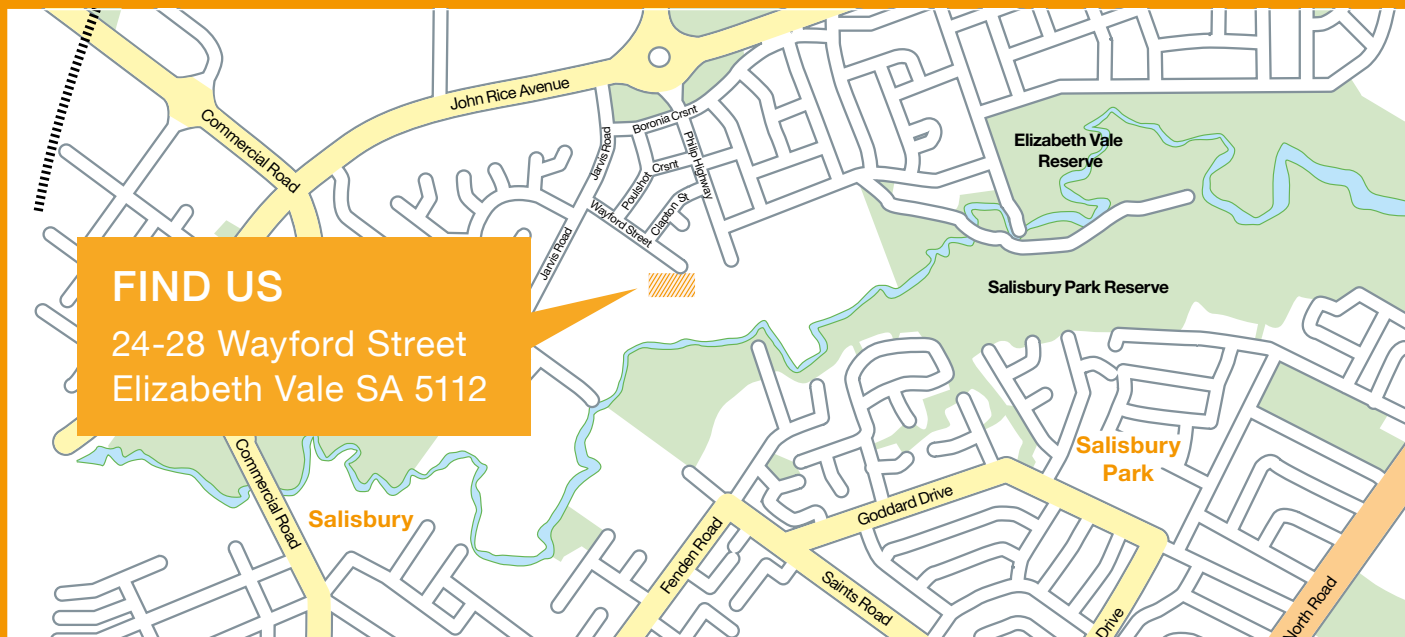 John Rice Avenue
Commercial Road
Boronia Crsnt
Jarvis Road
Philip Highway
Poulshot Crsnt
Wayford Street
Clapton St
Jarvis Road
Elizabeth Vale
Reserve
Salisbury Park Reserve
FIND US
24-28 Wayford Street
Elizabeth Vale SA 5112
Commercial Road
Salisbury
Salisbury
Park
Goddard Drive
Fenden Road
Saints Road
Drive
North Road